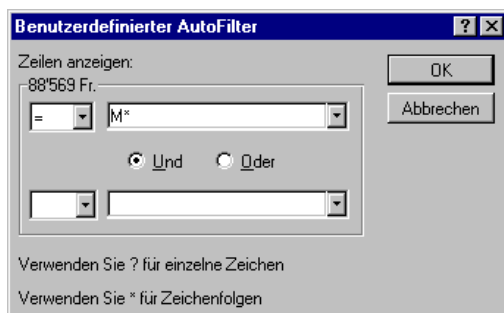 Benutzerdefinierter AutoFilter ? ×
Zeilen anzeigen:
OK
88'569 Fr.
Abbrechen
= M*
Und Oder
Verwenden Sie ? für einzelne Zeichen
Verwenden Sie * für Zeichenfolgen